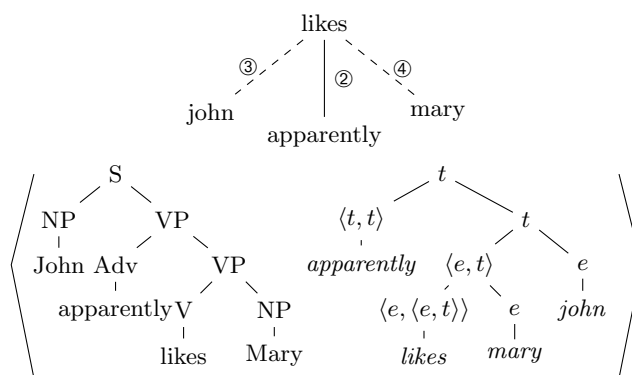 likes
③ ② ④
john apparently mary
S t
NP VP ⟨t, t⟩ t
John Adv VP apparently ⟨e, t⟩ e
apparently V NP ⟨e, ⟨e, t⟩⟩ e john
likes Mary likes mary